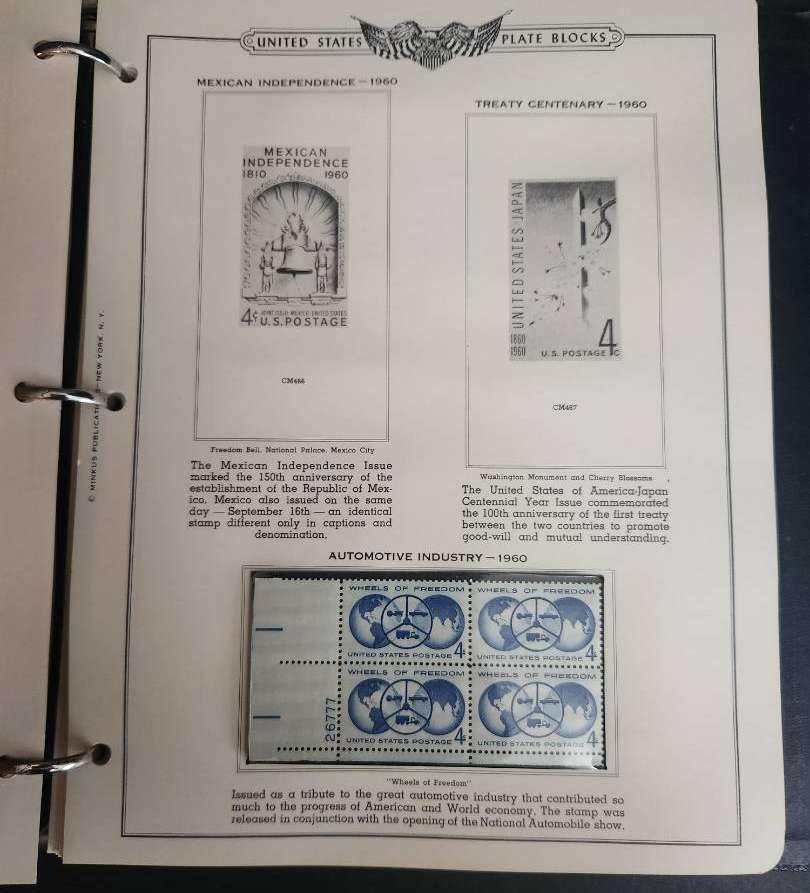 UNITED STATES PLATE BLOCKS
MEXICAN INDEPENDENCE — 1960
MEXICAN
INDEPENDENCE
1810 1960
4¢ JOINT ISSUE MEXICO·UNITED STATES
U.S. POSTAGE
CM486
Freedom Bell, National Palace, Mexico City
The Mexican Independence Issue
marked the 150th anniversary of the
establishment of the Republic of Mex-
ico. Mexico also issued on the same
day — September 16th — an identical
stamp different only in captions and
denomination.
TREATY CENTENARY — 1960
UNITED STATES JAPAN
1860
1960
U.S. POSTAGE 4c
CM487
Washington Monument and Cherry Blossoms
The United States of America-Japan
Centennial Year Issue commemorated
the 100th anniversary of the first treaty
between the two countries to promote
good-will and mutual understanding.
AUTOMOTIVE INDUSTRY — 1960
WHEELS OF FREEDOM
4¢
UNITED STATES POSTAGE
WHEELS OF FREEDOM
4¢
UNITED STATES POSTAGE
WHEELS OF FREEDOM
4¢
UNITED STATES POSTAGE
WHEELS OF FREEDOM
4¢
UNITED STATES POSTAGE
26777
"Wheels of Freedom"
Issued as a tribute to the great automotive industry that contributed so
much to the progress of American and World economy. The stamp was
released in conjunction with the opening of the National Automobile show.
© MINKUS NEW YORK, N. Y.